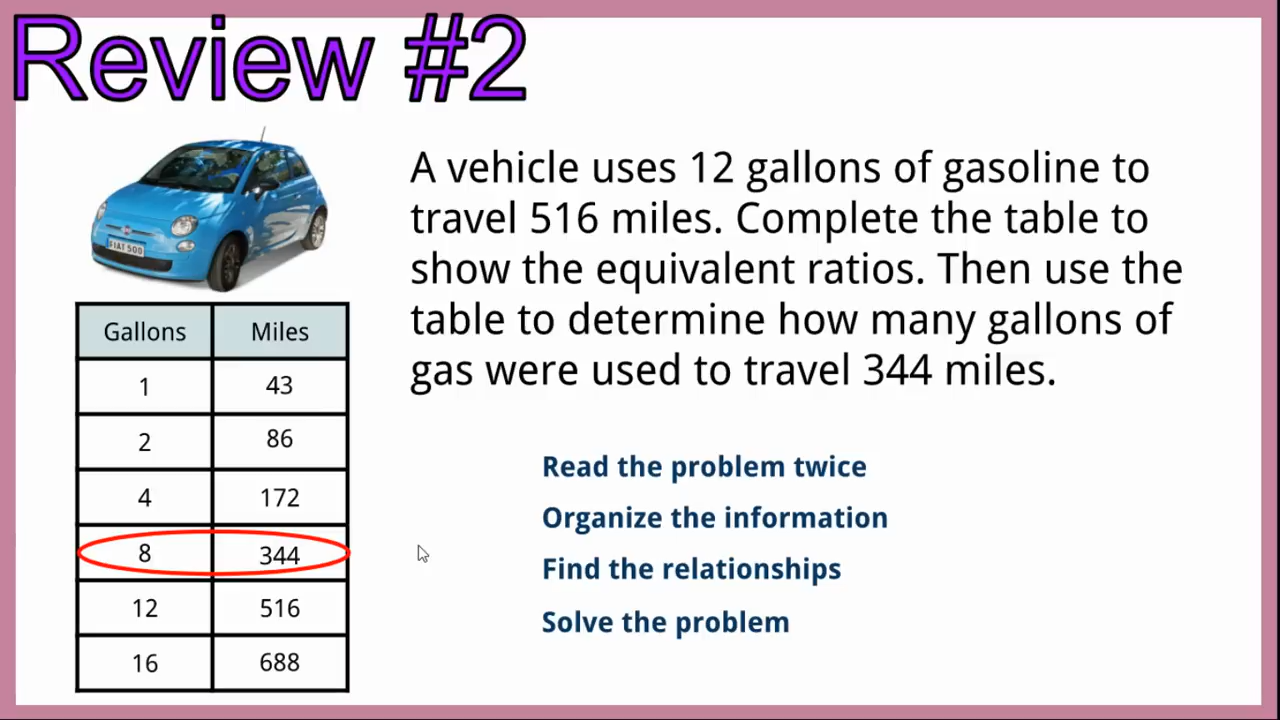 Review #2
A vehicle uses 12 gallons of gasoline to
travel 516 miles. Complete the table to
show the equivalent ratios. Then use the
table to determine how many gallons of
gas were used to travel 344 miles.
FIAT 500
Gallons Miles
1 43
2 86
4 172
8 344
12 516
16 688
Read the problem twice
Organize the information
Find the relationships
Solve the problem